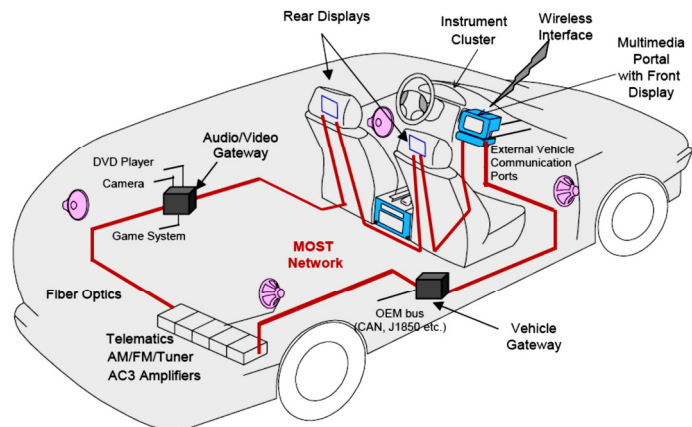 Rear Displays
Instrument
Cluster
Wireless
Interface
Multimedia
Portal
with Front
Display
Audio/Video
Gateway
DVD Player
Camera
Game System
External Vehicle
Communication
Ports
MOST
Network
Fiber Optics
OEM bus
(CAN, J1850 etc.)
Vehicle
Gateway
Telematics
AM/FM/Tuner
AC3 Amplifiers